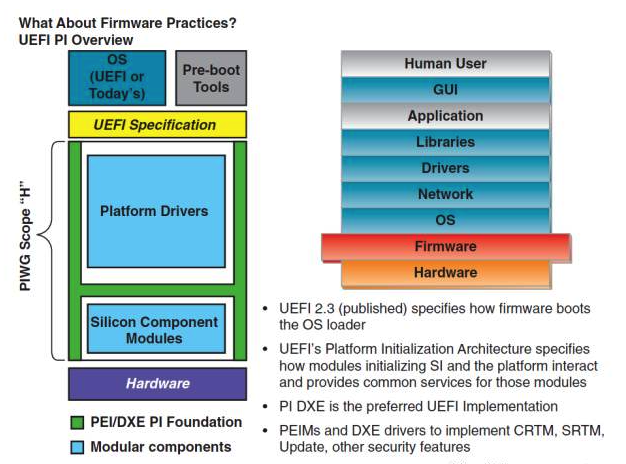 What About Firmware Practices?
UEFI PI Overview
OS
(UEFI or
Today's)
Pre-boot
Tools
UEFI Specification
PIWG Scope "H"
Platform Drivers
Silicon Component
Modules
Hardware
PEI/DXE PI Foundation
Modular components
Human User
GUI
Application
Libraries
Drivers
Network
OS
Firmware
Hardware
• UEFI 2.3 (published) specifies how firmware boots
the OS loader
• UEFI's Platform Initialization Architecture specifies
how modules initializing SI and the platform interact
and provides common services for those modules
• PI DXE is the preferred UEFI Implementation
• PEIMs and DXE drivers to implement CRTM, SRTM,
Update, other security features